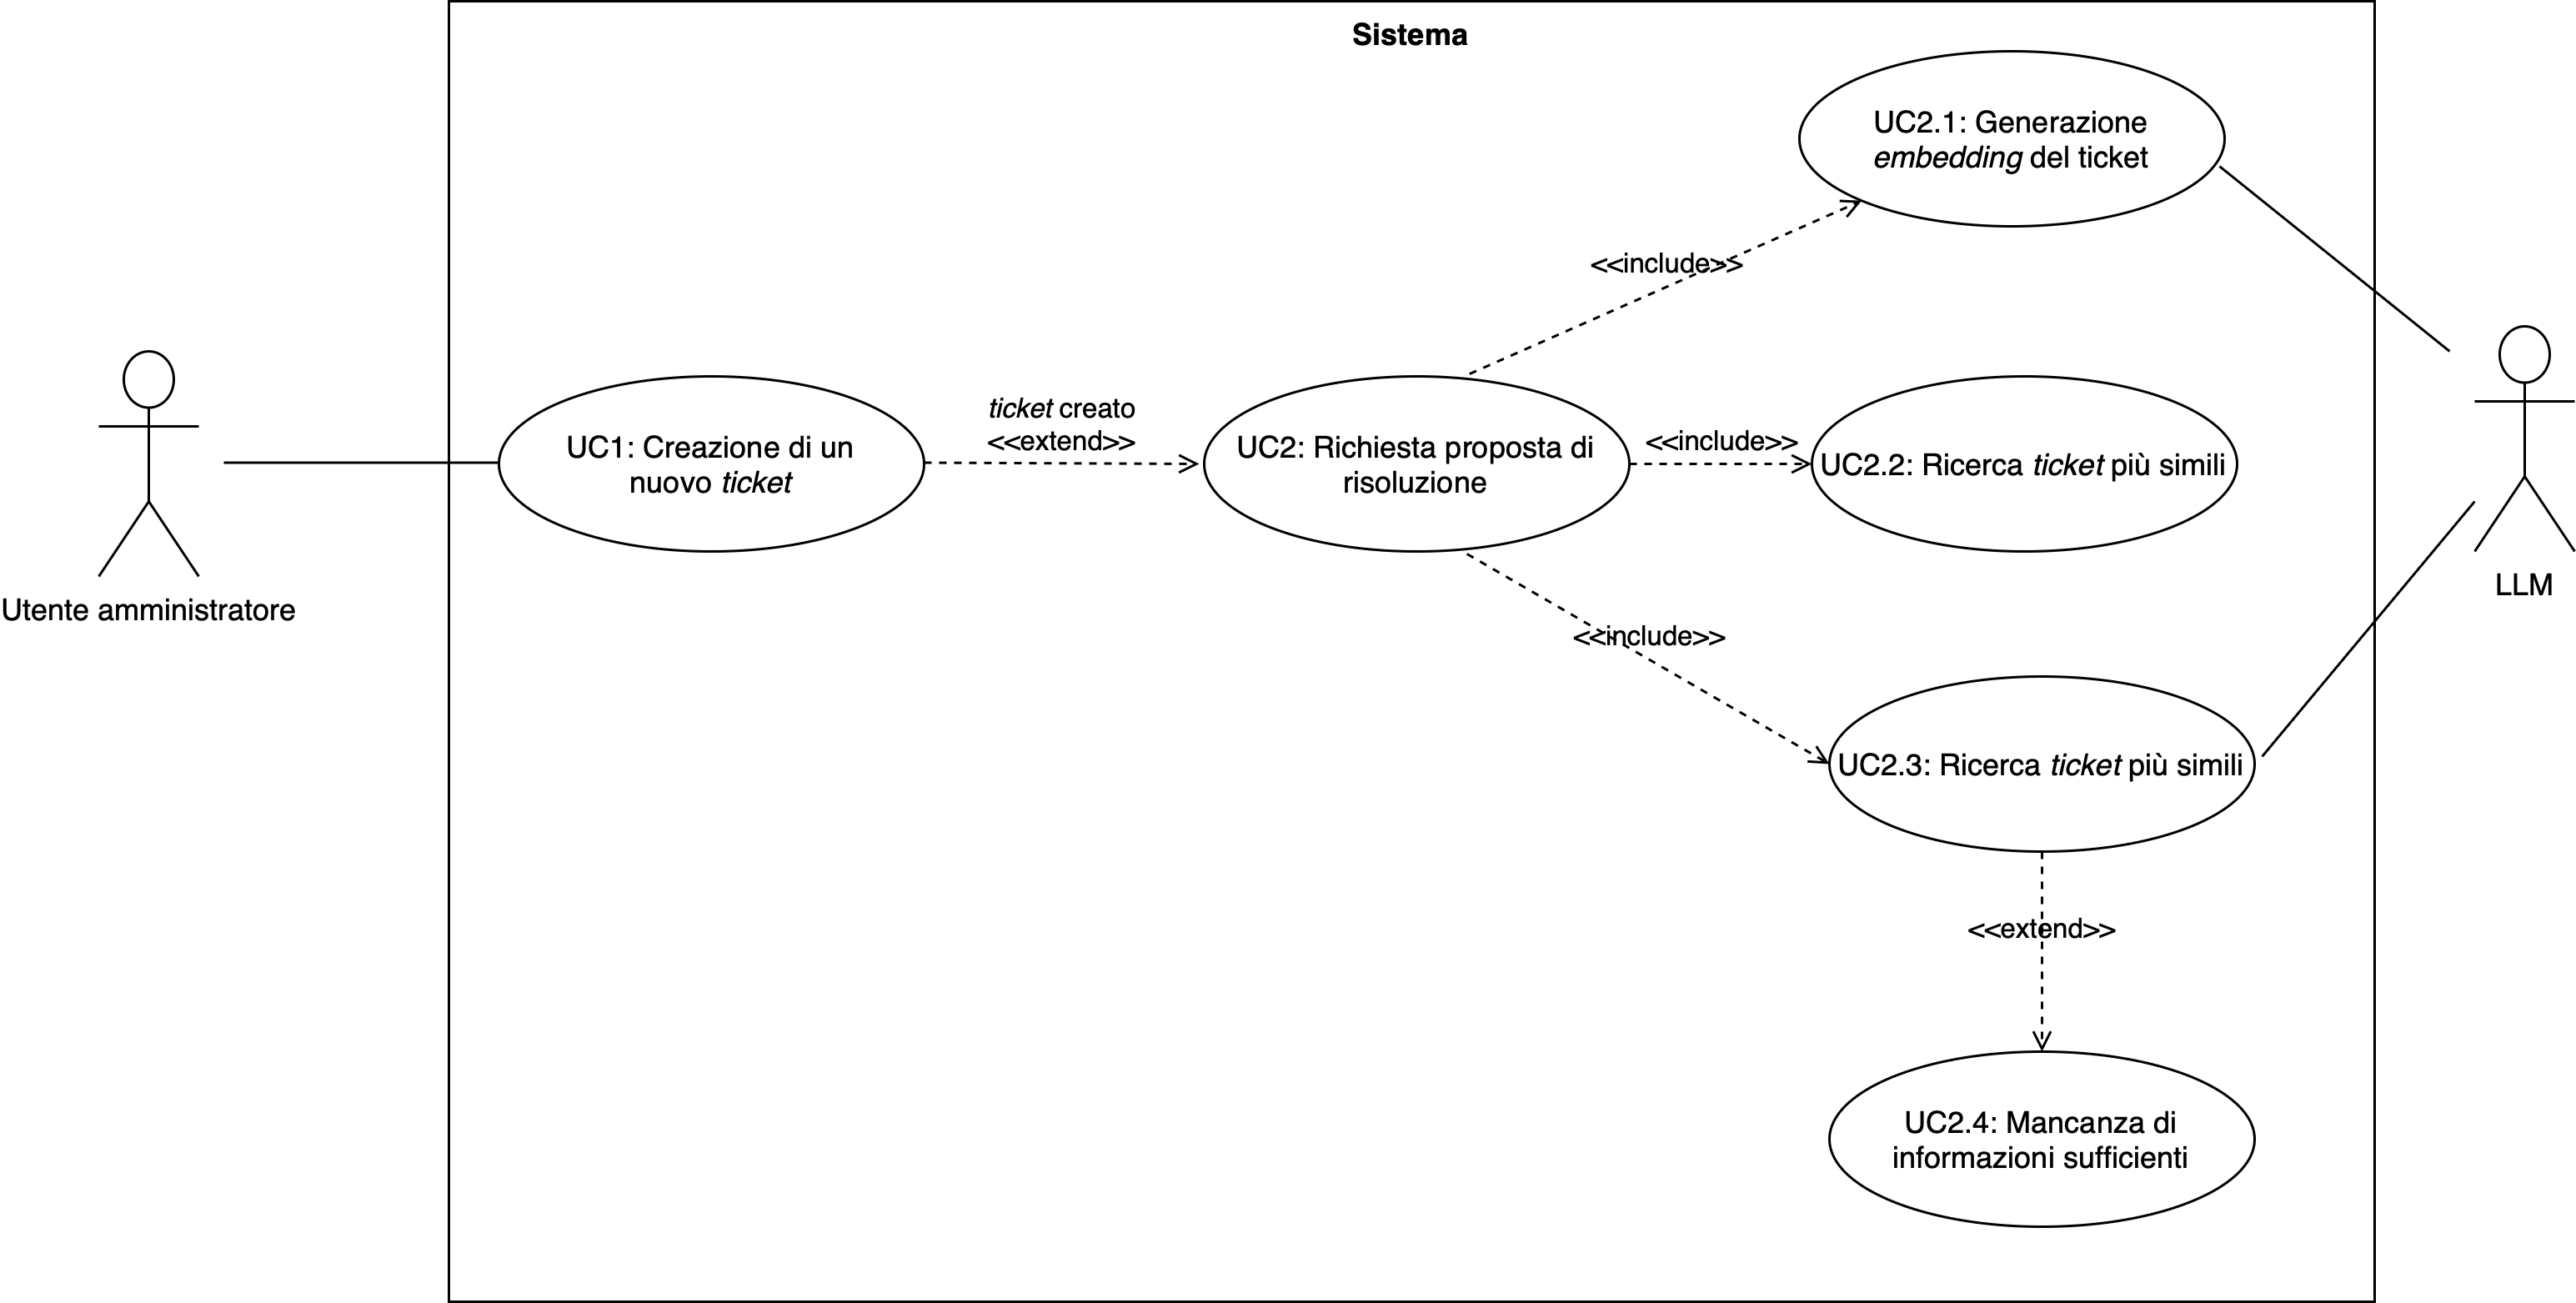 Sistema
UC2.1: Generazione
embedding del ticket
<<include>>
ticket creato
<<extend>>
UC1: Creazione di un
nuovo ticket
UC2: Richiesta proposta di
risoluzione
<<include>>
UC2.2: Ricerca ticket più simili
Utente amministratore
LLM
<<include>>
UC2.3: Ricerca ticket più simili
<<extend>>
UC2.4: Mancanza di
informazioni sufficienti